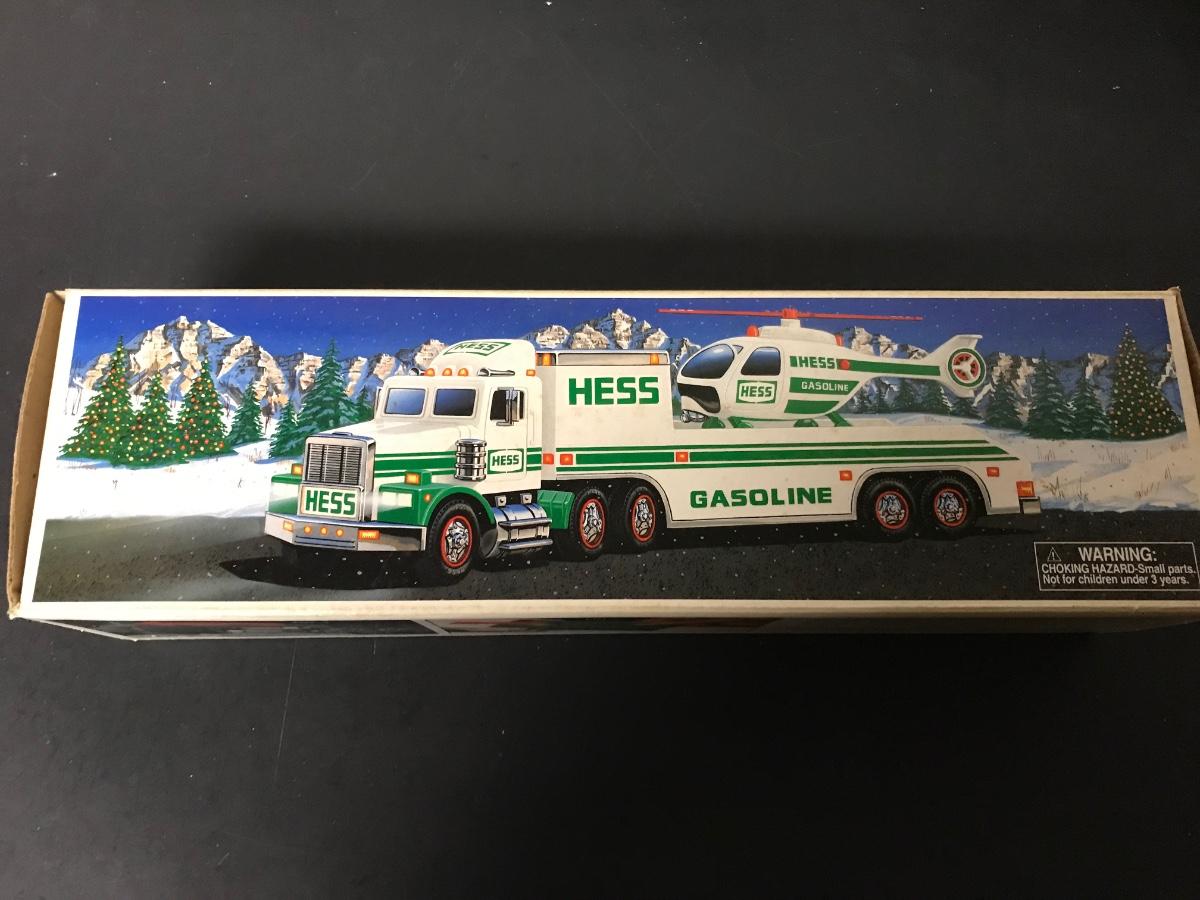 HESS
HESS
HESS
HESS
GASOLINE
HESS
HESS
GASOLINE
HESS
WARNING:
CHOKING HAZARD-Small parts.
Not for children under 3 years.